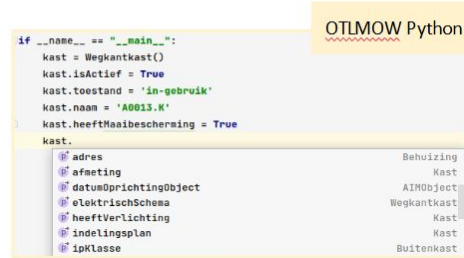 OTLMOW Python
if __name__ == "__main__":
kast = Wegkantkast()
kast.isActief = True
kast.toestand = 'in-gebruik'
kast.naam = 'A0013.K'
kast.heeftMaaibescherming = True
kast.
adres Behuizing
afmeting Kast
datumOprichtingObject AIMObject
elektrischSchema Wegkantkast
heeftVerlichting Kast
indelingsplan Kast
ipKlasse Buitenkast